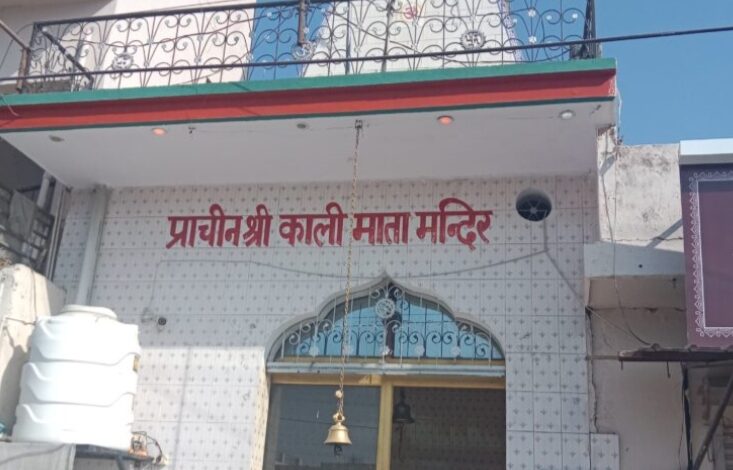 प्राचीन श्री काली माता मन्दिर